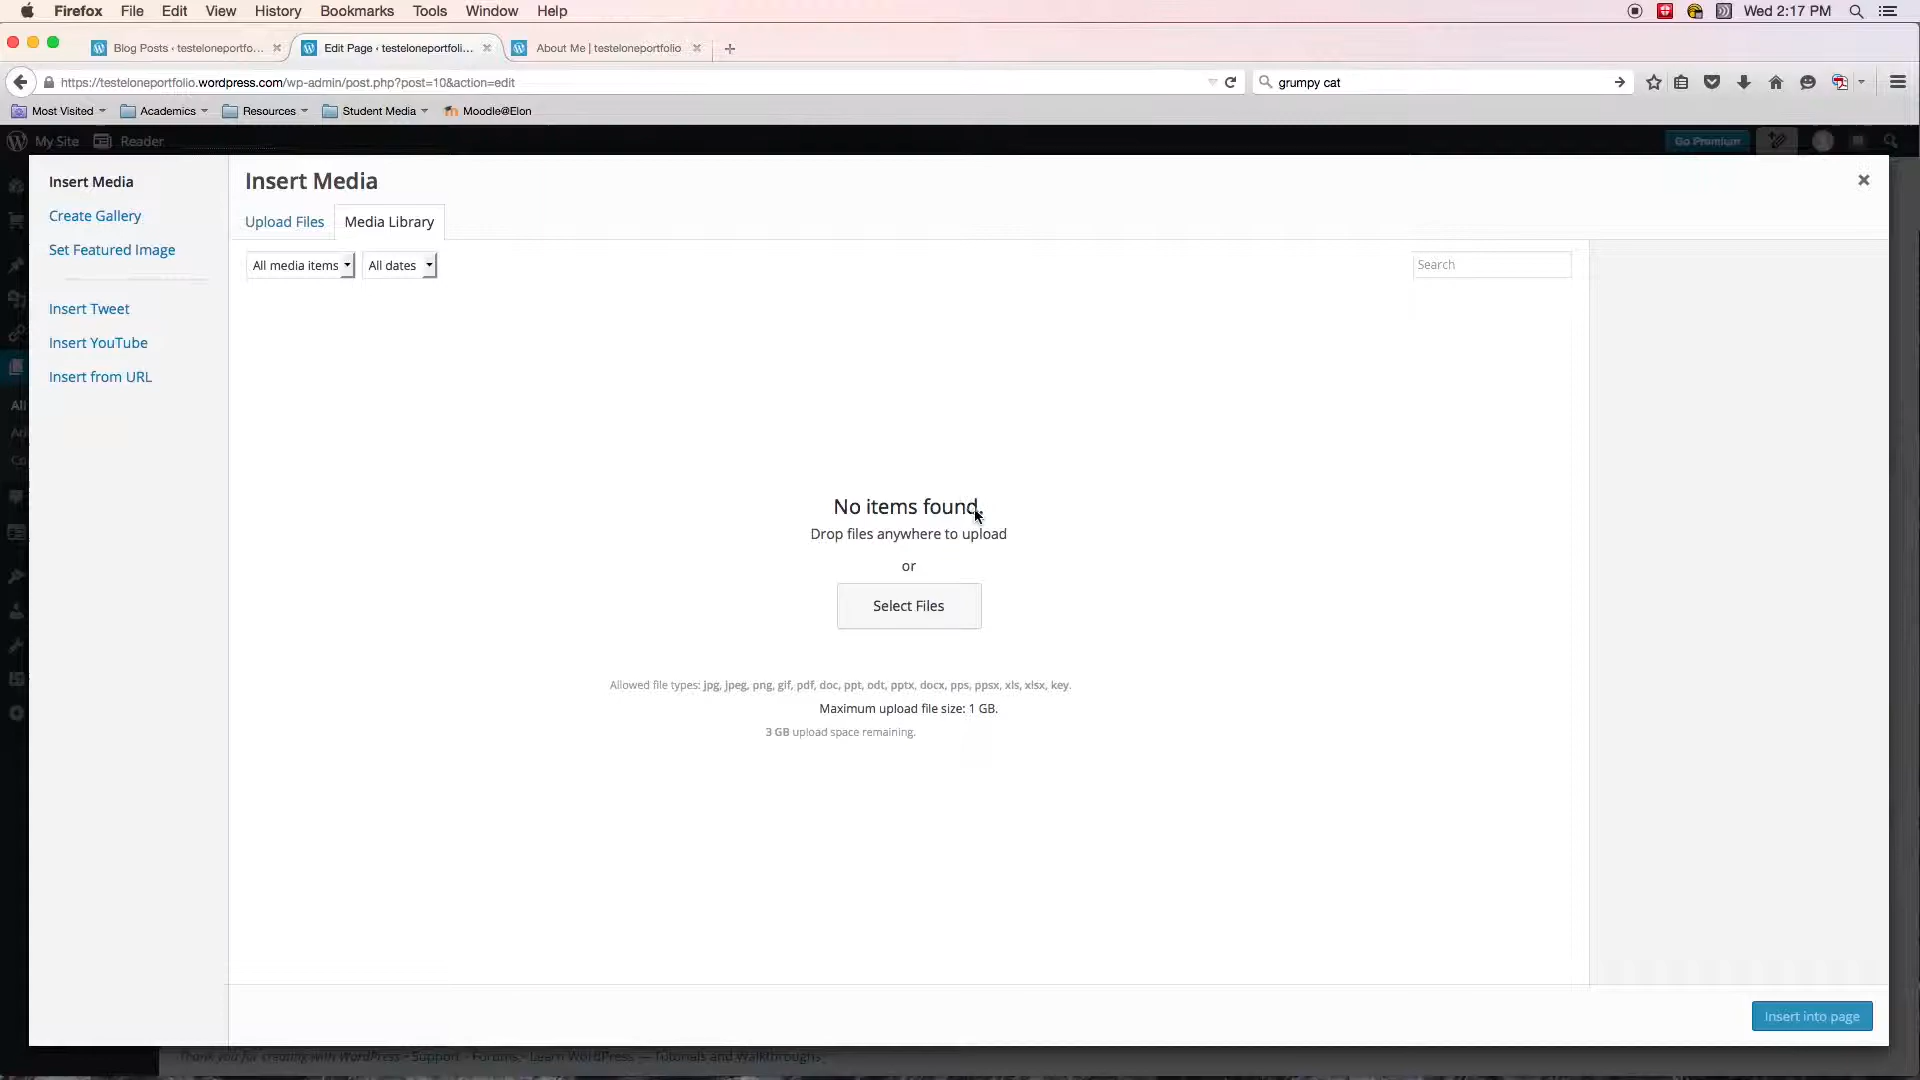 Firefox File Edit View History Bookmarks Tools Window Help Wed 2:17 PM
Blog Posts ‹ testeloneportfo... Edit Page ‹ testeloneportfoli... About Me | testeloneportfolio
https://testeloneportfolio.wordpress.com/wp-admin/post.php?post=10&action=edit grumpy cat
Most Visited Academics Resources Student Media Moodle@Elon
My Site Reader Go Premium
Insert Media
Create Gallery
Set Featured Image
Insert Tweet
Insert YouTube
Insert from URL
Insert Media
Upload Files Media Library
All media items All dates Search
No items found.
Drop files anywhere to upload
or
Select Files
Allowed file types: jpg, jpeg, png, gif, pdf, doc, ppt, odt, pptx, docx, pps, ppsx, xls, xlsx, key.
Maximum upload file size: 1 GB.
3 GB upload space remaining.
Insert into page
All
Thank you for creating with WordPress · Support · Forums · Learn WordPress — Tutorials and Walkthroughs